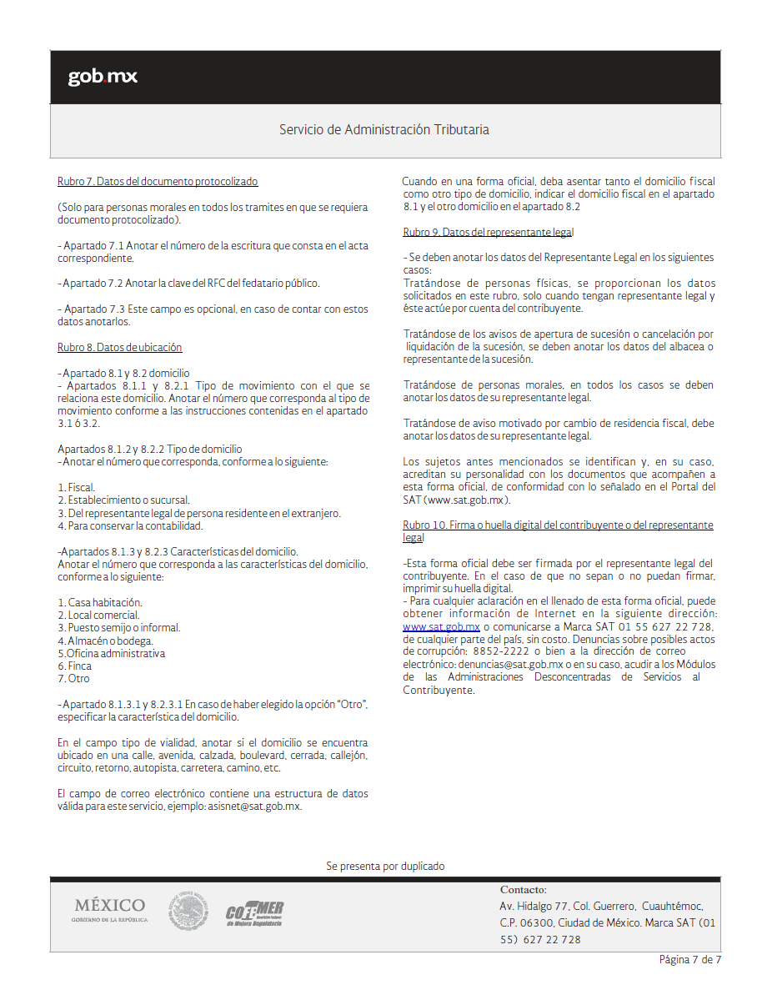 gob.mx
Servicio de Administración Tributaria
Rubro 7. Datos del documento protocolizado
(Solo para personas morales en todos los tramites en que se requiera
documento protocolizado).
- Apartado 7.1 Anotar el número de la escritura que consta en el acta
correspondiente.
- Apartado 7.2 Anotar la clave del RFC del fedatario público.
- Apartado 7.3 Este campo es opcional, en caso de contar con estos
datos anotarlos.
Rubro 8. Datos de ubicación
- Apartado 8.1 y 8.2 domicilio
- Apartados 8.1.1 y 8.2.1 Tipo de movimiento con el que se
relaciona este domicilio. Anotar el número que corresponda al tipo de
movimiento conforme a las instrucciones contenidas en el apartado
3.1 ó 3.2.
Apartados 8.1.2 y 8.2.2 Tipo de domicilio
- Anotar el número que corresponda, conforme a lo siguiente:
1. Fiscal.
2. Establecimiento o sucursal.
3. Del representante legal de persona residente en el extranjero.
4. Para conservar la contabilidad.
-Apartados 8.1.3 y 8.2.3 Características del domicilio.
Anotar el número que corresponda a las características del domicilio,
conforme a lo siguiente:
1. Casa habitación.
2. Local comercial.
3. Puesto semijo o informal.
4. Almacén o bodega.
5.Oficina administrativa
6. Finca
7. Otro
- Apartado 8.1.3.1 y 8.2.3.1 En caso de haber elegido la opción “Otro”,
especificar la característica del domicilio.
En el campo tipo de vialidad, anotar si el domicilio se encuentra
ubicado en una calle, avenida, calzada, boulevard, cerrada, callejón,
circuito, retorno, autopista, carretera, camino, etc.
El campo de correo electrónico contiene una estructura de datos
válida para este servicio, ejemplo: asisnet@sat.gob.mx.
Cuando en una forma oficial, deba asentar tanto el domicilio fiscal
como otro tipo de domicilio, indicar el domicilio fiscal en el apartado
8.1 y el otro domicilio en el apartado 8.2
Rubro 9. Datos del representante legal
- Se deben anotar los datos del Representante Legal en los siguientes
casos:
Tratándose de personas físicas, se proporcionan los datos
solicitados en este rubro, solo cuando tengan representante legal y
éste actúe por cuenta del contribuyente.
Tratándose de los avisos de apertura de sucesión o cancelación por
liquidación de la sucesión, se deben anotar los datos del albacea o
representante de la sucesión.
Tratándose de personas morales, en todos los casos se deben
anotar los datos de su representante legal.
Tratándose de aviso motivado por cambio de residencia fiscal, debe
anotar los datos de su representante legal.
Los sujetos antes mencionados se identifican y, en su caso,
acreditan su personalidad con los documentos que acompañen a
esta forma oficial, de conformidad con lo señalado en el Portal del
SAT (www.sat.gob.mx).
Rubro 10. Firma o huella digital del contribuyente o del representante
legal
-Esta forma oficial debe ser firmada por el representante legal del
contribuyente. En el caso de que no sepan o no puedan firmar,
imprimir su huella digital.
- Para cualquier aclaración en el llenado de esta forma oficial, puede
obtener información de Internet en la siguiente dirección:
www.sat.gob.mx o comunicarse a Marca SAT 01 55 627 22 728,
de cualquier parte del país, sin costo. Denuncias sobre posibles actos
de corrupción: 8852-2222 o bien a la dirección de correo
electrónico: denuncias@sat.gob.mx o en su caso, acudir a los Módulos
de las Administraciones Desconcentradas de Servicios al
Contribuyente.
Se presenta por duplicado
MÉXICO
GOBIERNO DE LA REPÚBLICA
COFEMER
de Mejora Regulatoria
Contacto:
Av. Hidalgo 77, Col. Guerrero, Cuauhtémoc,
C.P. 06300, Ciudad de México. Marca SAT (01
55) 627 22 728
Página 7 de 7